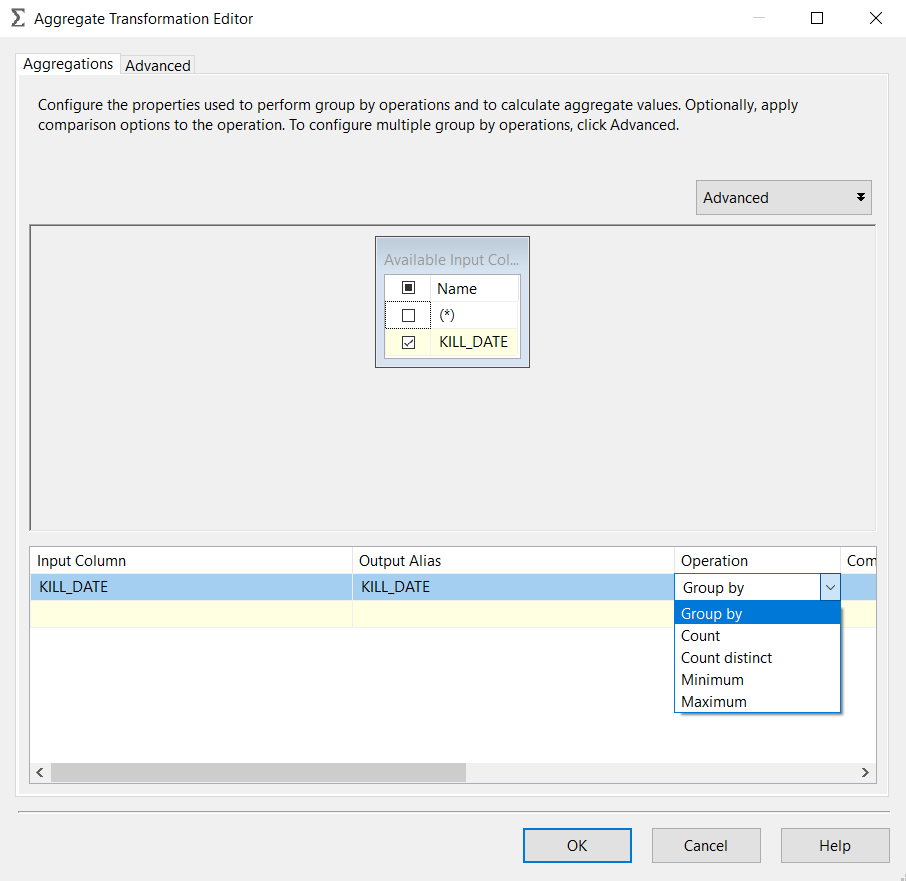 Aggregate Transformation Editor
Aggregations
Advanced
Configure the properties used to perform group by operations and to calculate aggregate values. Optionally, apply
comparison options to the operation. To configure multiple group by operations, click Advanced.
Advanced
Available Input Col...
Name
(*)
KILL_DATE
Input Column
Output Alias
Operation
Com
KILL_DATE
KILL_DATE
Group by
Group by
Count
Count distinct
Minimum
Maximum
OK
Cancel
Help